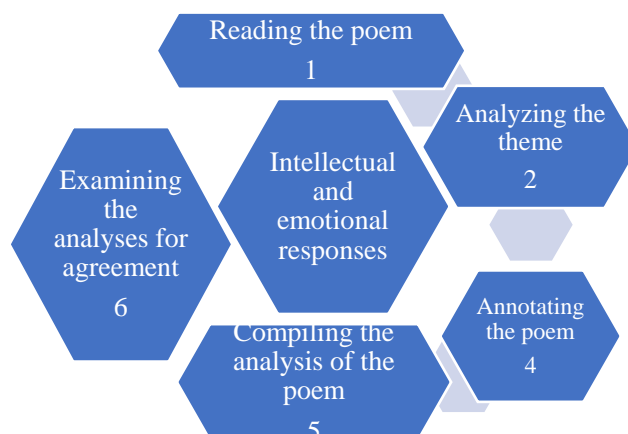 Reading the poem
1
Analyzing the
theme
2
Intellectual
and
emotional
responses
Examining
the
analyses for
agreement
6
Annotating
the poem
4
Compiling the
analysis of the
poem
5